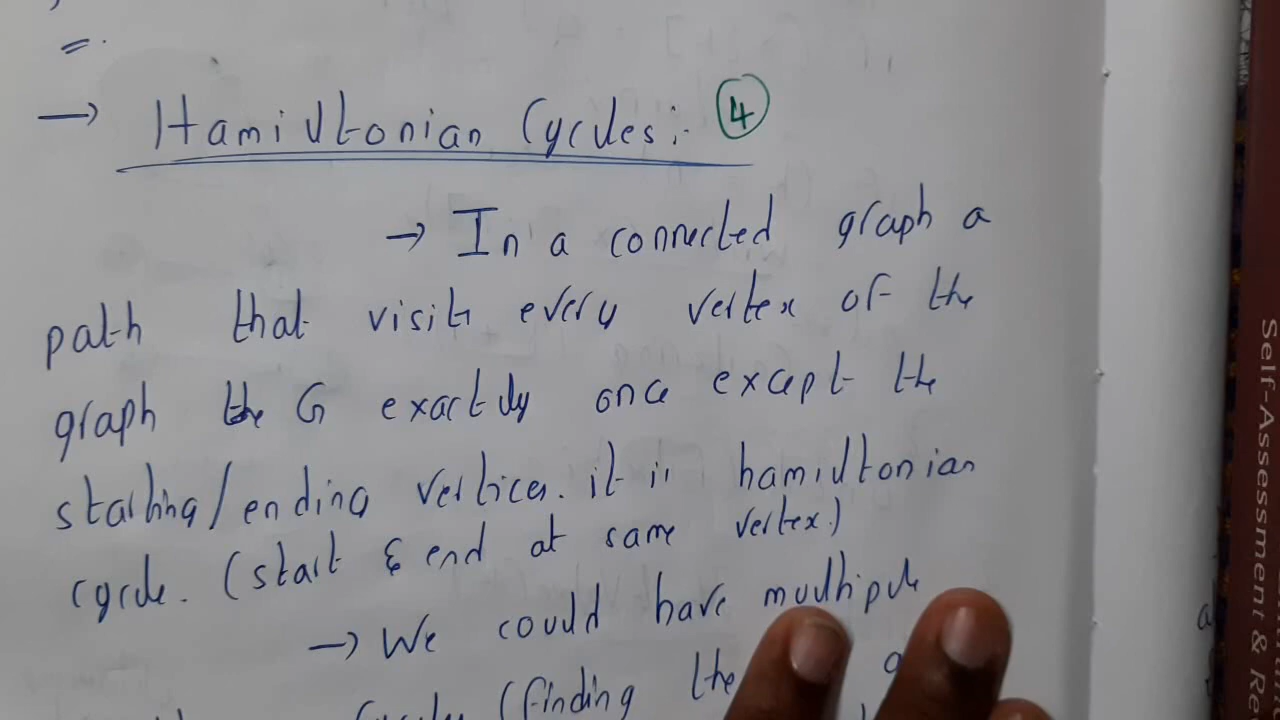 → Hamiltonian Cycles :- 4
→ In a connected graph a
path that visits every vertex of the
graph the G exactly once except the
starting/ending vertices. it is hamiltonian
cycle. (start & end at same vertex.)
→ We could have multiple
Cycles (finding the
Self-Assessment & Re